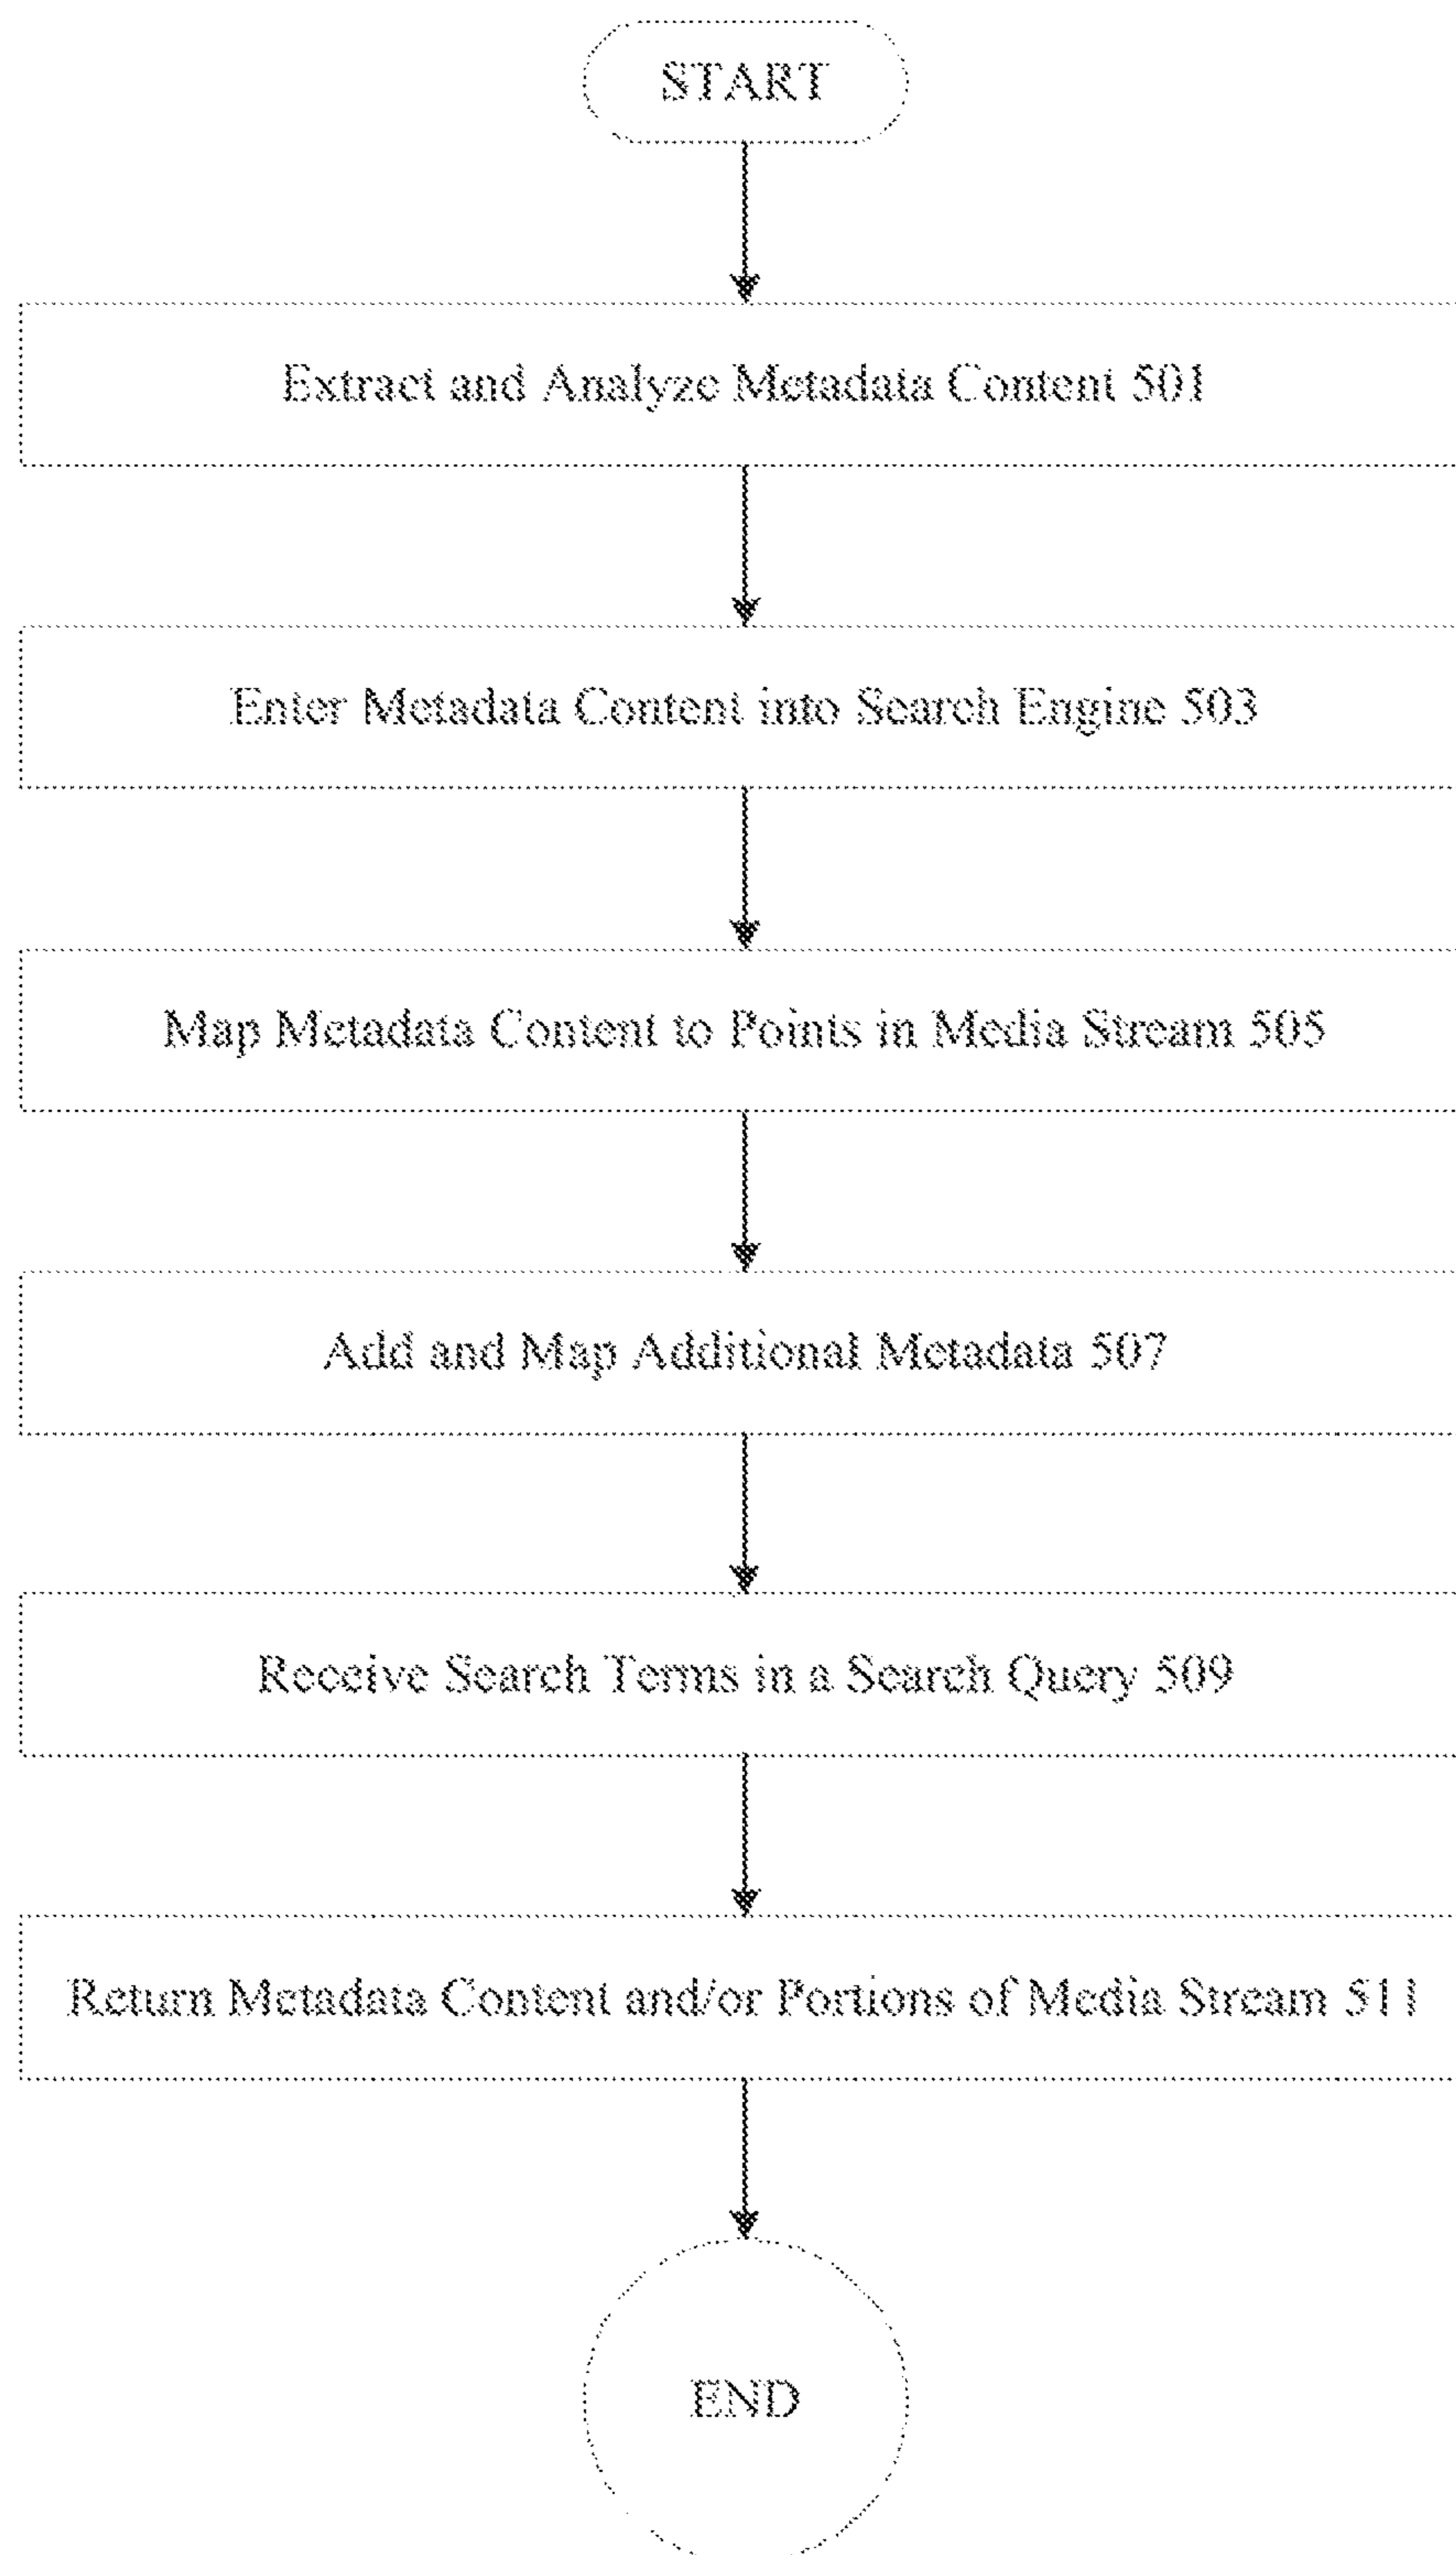 START
Extract and Analyze Metadata Content 501
Enter Metadata Content into Search Engine 503
Map Metadata Content to Points in Media Stream 505
Add and Map Additional Metadata 507
Receive Search Terms in a Search Query 509
Return Metadata Content and/or Portions of Media Stream 511
END